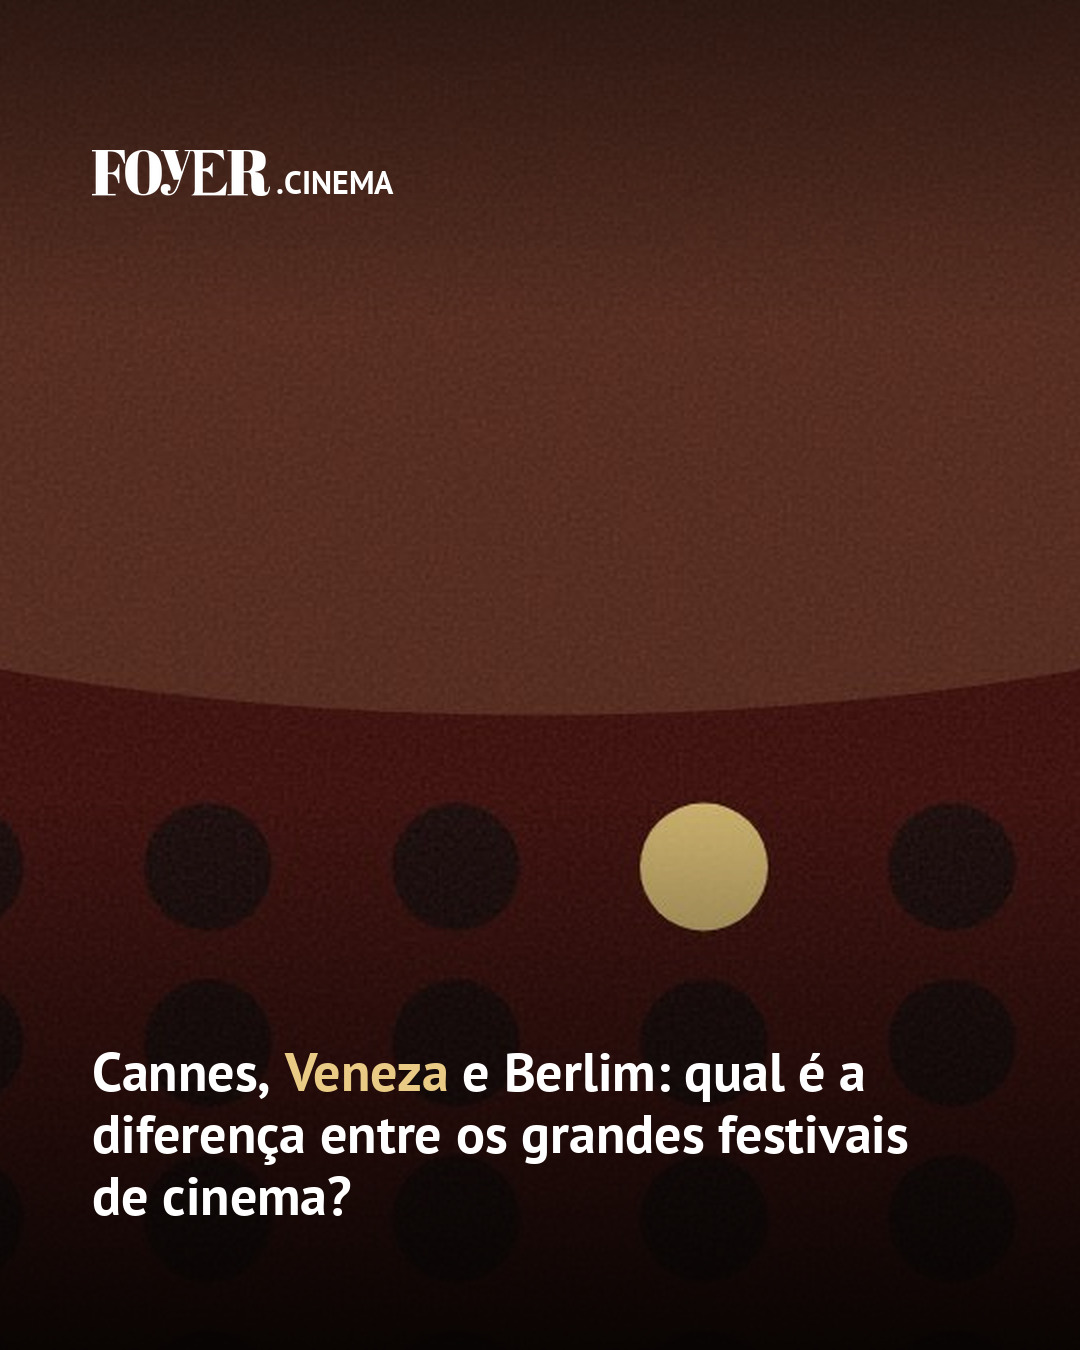 FOYER.CINEMA
Cannes, Veneza e Berlim: qual é a
diferença entre os grandes festivais
de cinema?